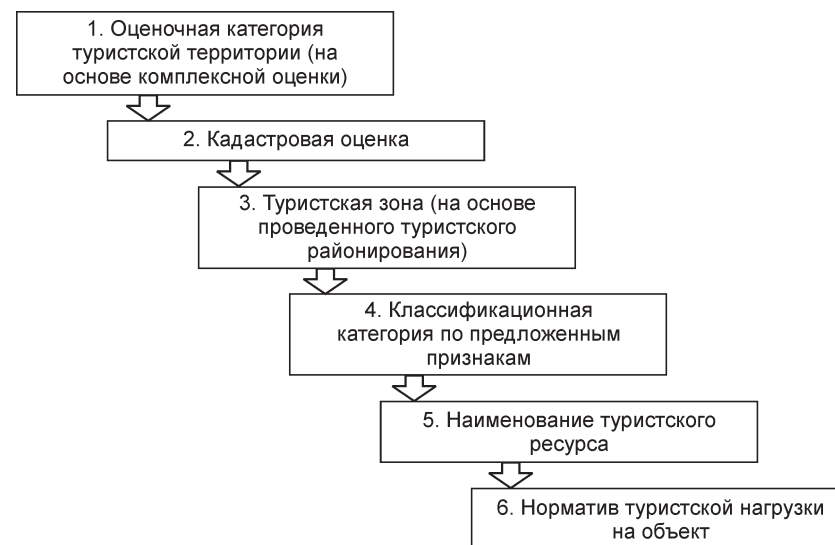 1. Оценочная категория
туристской территории (на
основе комплексной оценки)
2. Кадастровая оценка
3. Туристская зона (на основе
проведенного туристского
районирования)
4. Классификационная
категория по предложенным
признакам
5. Наименование туристского
ресурса
6. Норматив туристской нагрузки
на объект